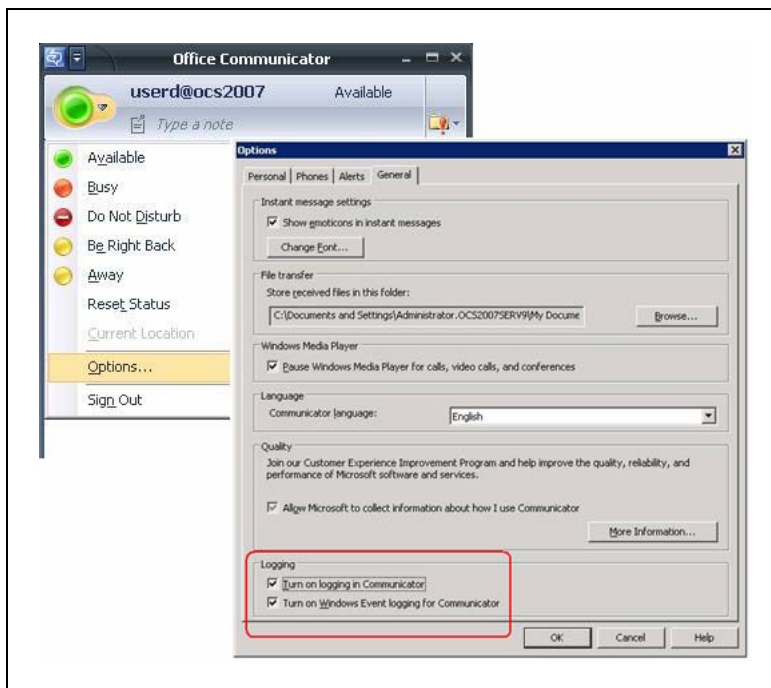 Office Communicator
userd@ocs2007 Available
Type a note
Available
Busy
Do Not Disturb
Be Right Back
Away
Reset Status
Current Location
Options...
Sign Out
Options
Personal Phones Alerts General
Instant message settings
Show emoticons in instant messages
Change Font...
File transfer
Store received files in this folder:
C:\Documents and Settings\Administrator.OCS2007SERV9\My Docume Browse...
Windows Media Player
Pause Windows Media Player for calls, video calls, and conferences
Language
Communicator language: English
Quality
Join our Customer Experience Improvement Program and help improve the quality, reliability, and
performance of Microsoft software and services.
Allow Microsoft to collect information about how I use Communicator
More Information...
Logging
Turn on logging in Communicator
Turn on Windows Event logging for Communicator
OK Cancel Help